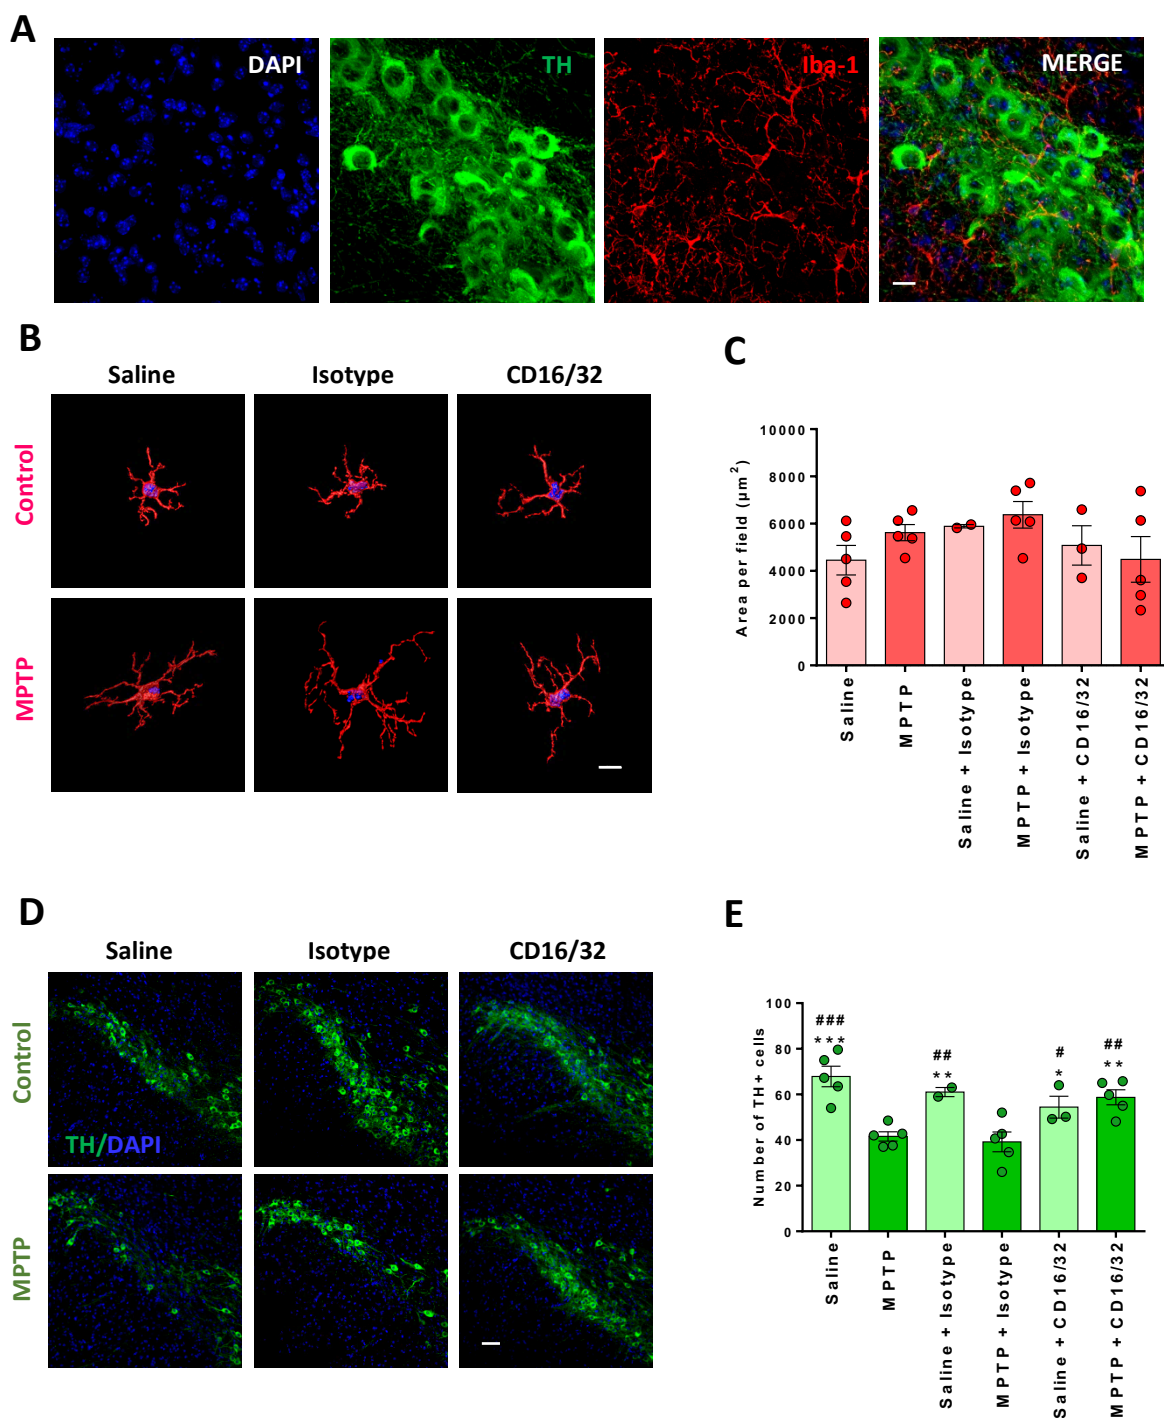 A
DAPI
TH
Iba-1
MERGE
B
Saline
Isotype
CD16/32
Control
MPTP
C
Area per field (µm²)
10000
8000
6000
4000
2000
0
Saline
MPTP
Saline + Isotype
MPTP + Isotype
Saline + CD16/32
MPTP + CD16/32
D
Saline
Isotype
CD16/32
Control
TH/DAPI
MPTP
E
Number of TH+ cells
100
80
60
40
20
0
###
***
##
**
#
*
##
**
Saline
MPTP
Saline + Isotype
MPTP + Isotype
Saline + CD16/32
MPTP + CD16/32